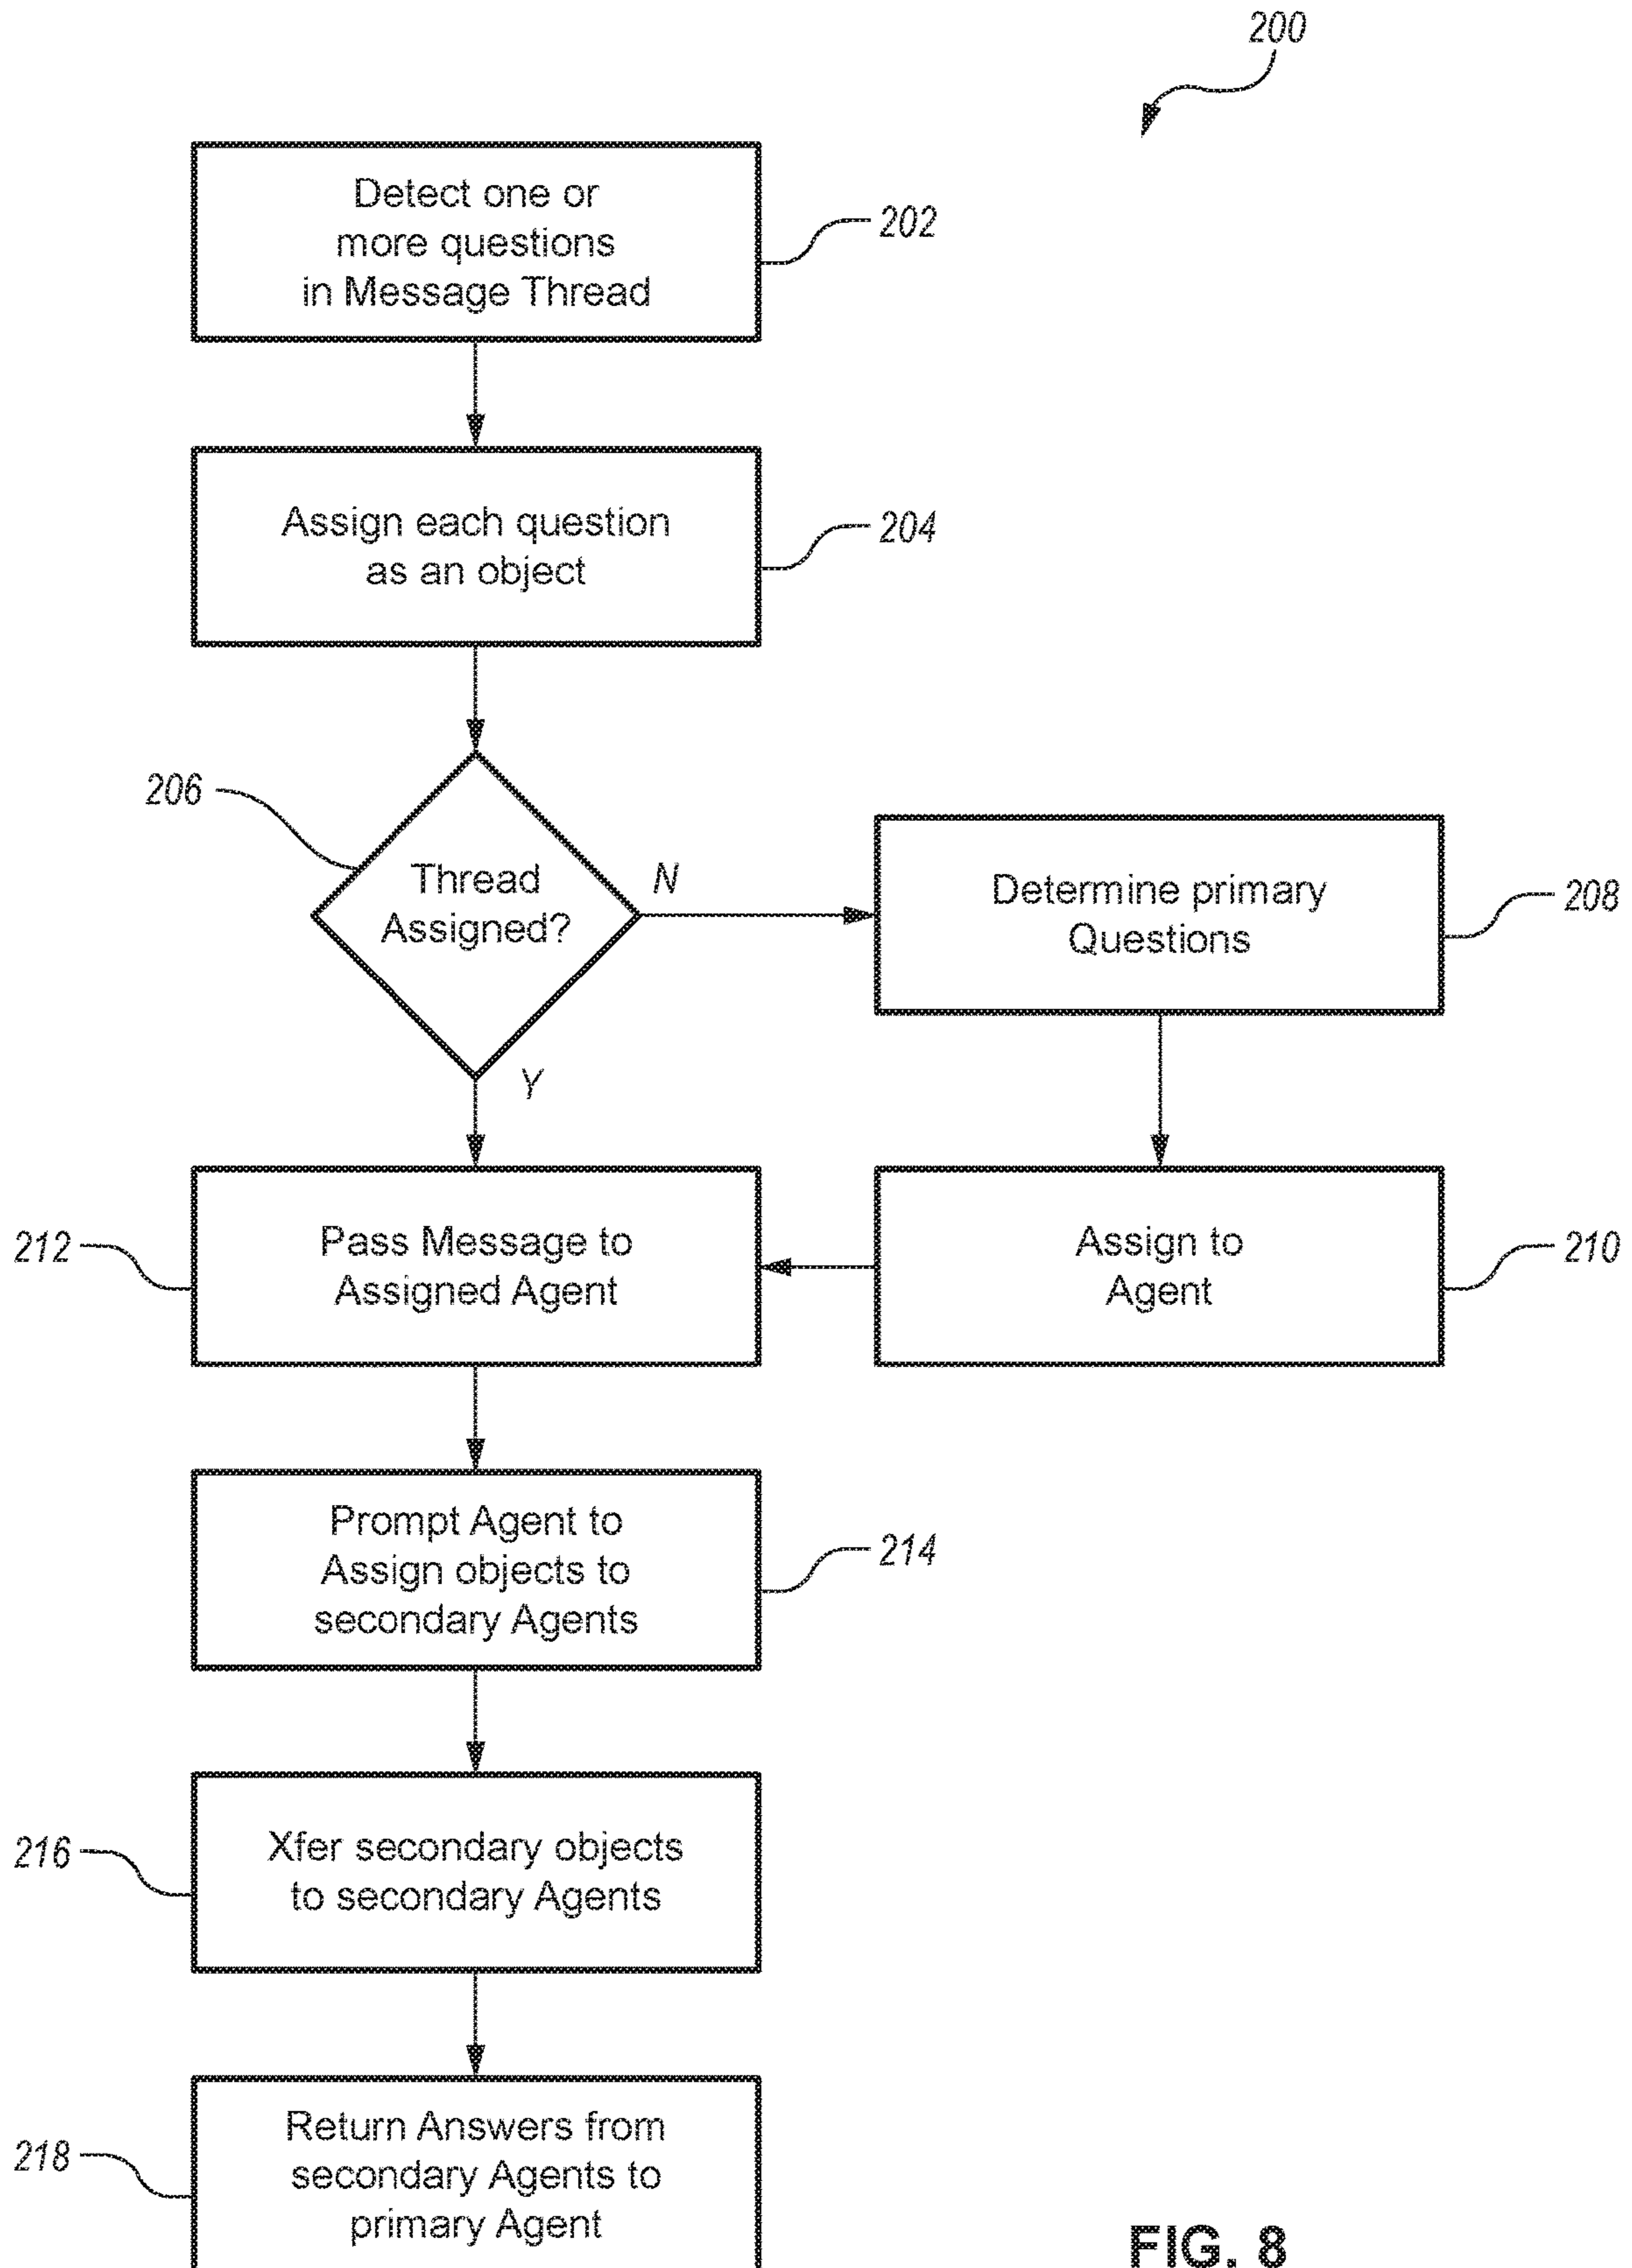 200
Detect one or
more questions
in Message Thread
202
Assign each question
as an object
204
206
Thread
Assigned?
N
Y
Determine primary
Questions
208
212
Pass Message to
Assigned Agent
Assign to
Agent
210
Prompt Agent to
Assign objects to
secondary Agents
214
216
Xfer secondary objects
to secondary Agents
218
Return Answers from
secondary Agents to
primary Agent
FIG. 8